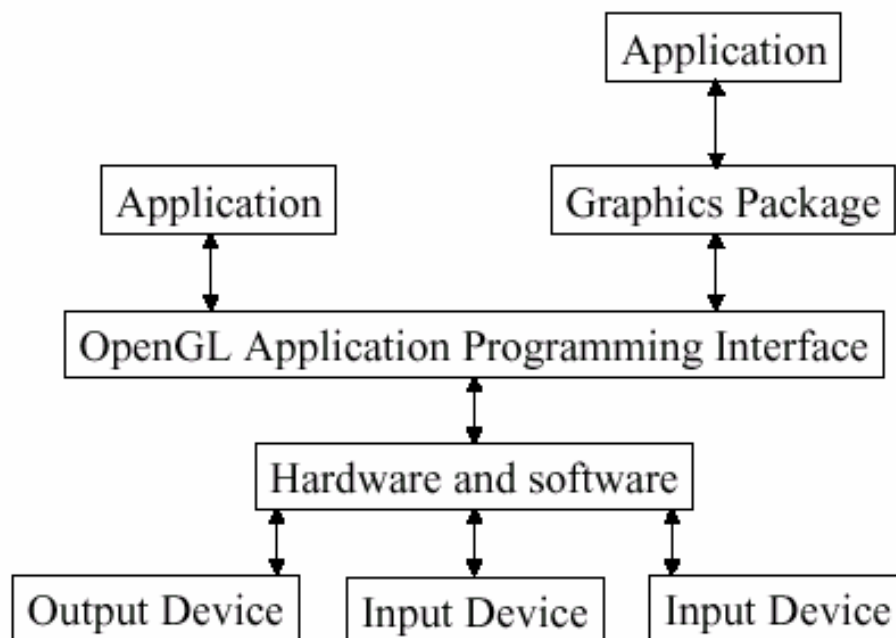 Application
Application
Graphics Package
OpenGL Application Programming Interface
Hardware and software
Output Device
Input Device
Input Device